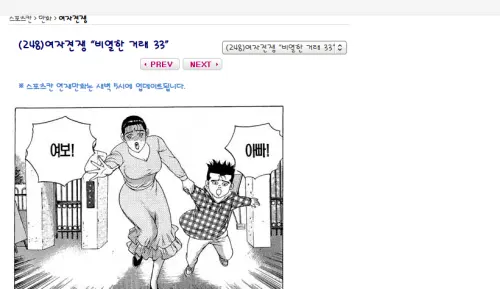 스포츠칸 > 만화 > 여자전쟁
(248)여자전쟁 “비열한 거래 33”
(248)여자전쟁 “비열한 거래 33”
PREV
NEXT
※ 스포츠칸 연재만화는 새벽 5시에 업데이트됩니다.
여보!
아빠!